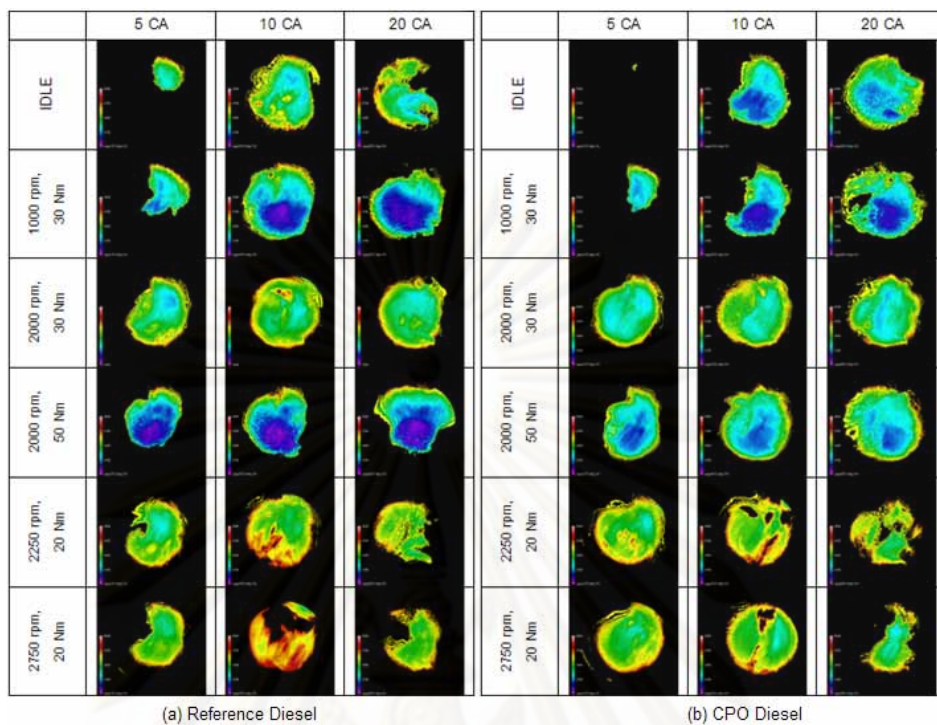 5 CA 10 CA 20 CA 5 CA 10 CA 20 CA
IDLE IDLE
1000 rpm,
30 Nm
1000 rpm,
30 Nm
2000 rpm,
30 Nm
2000 rpm,
30 Nm
2000 rpm,
50 Nm
2000 rpm,
50 Nm
2250 rpm,
20 Nm
2250 rpm,
20 Nm
2750 rpm,
20 Nm
2750 rpm,
20 Nm
(a) Reference Diesel (b) CPO Diesel